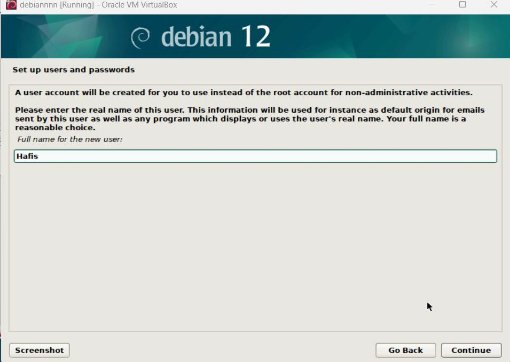 debiannnn [Running] - Oracle VM VirtualBox
debian 12
Set up users and passwords
A user account will be created for you to use instead of the root account for non-administrative activities.
Please enter the real name of this user. This information will be used for instance as default origin for emails
sent by this user as well as any program which displays or uses the user's real name. Your full name is a
reasonable choice.
Full name for the new user:
Hafis
Screenshot
Go Back
Continue